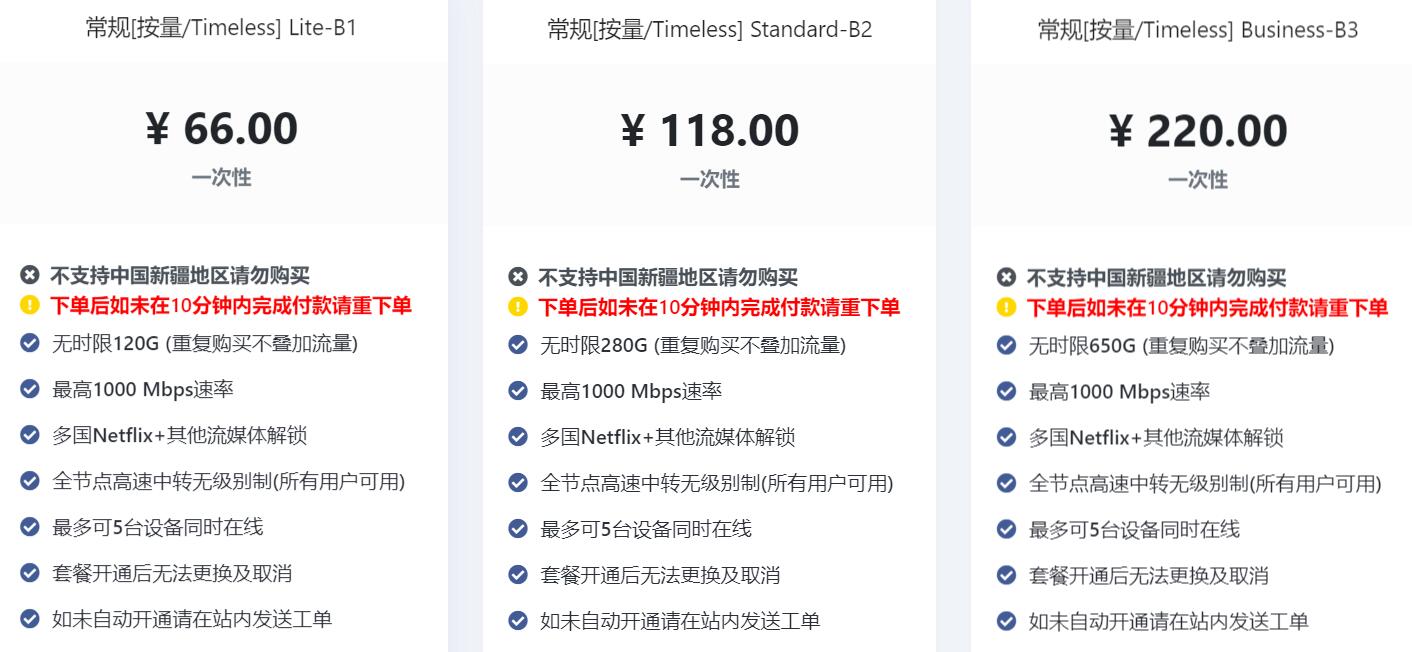 常规[按量/Timeless] Lite-B1
¥ 66.00
一次性
不支持中国新疆地区请勿购买
下单后如未在10分钟内完成付款请重下单
无时限120G (重复购买不叠加流量)
最高1000 Mbps速率
多国Netflix+其他流媒体解锁
全节点高速中转无级别制(所有用户可用)
最多可5台设备同时在线
套餐开通后无法更换及取消
如未自动开通请在站内发送工单
常规[按量/Timeless] Standard-B2
¥ 118.00
一次性
不支持中国新疆地区请勿购买
下单后如未在10分钟内完成付款请重下单
无时限280G (重复购买不叠加流量)
最高1000 Mbps速率
多国Netflix+其他流媒体解锁
全节点高速中转无级别制(所有用户可用)
最多可5台设备同时在线
套餐开通后无法更换及取消
如未自动开通请在站内发送工单
常规[按量/Timeless] Business-B3
¥ 220.00
一次性
不支持中国新疆地区请勿购买
下单后如未在10分钟内完成付款请重下单
无时限650G (重复购买不叠加流量)
最高1000 Mbps速率
多国Netflix+其他流媒体解锁
全节点高速中转无级别制(所有用户可用)
最多可5台设备同时在线
套餐开通后无法更换及取消
如未自动开通请在站内发送工单